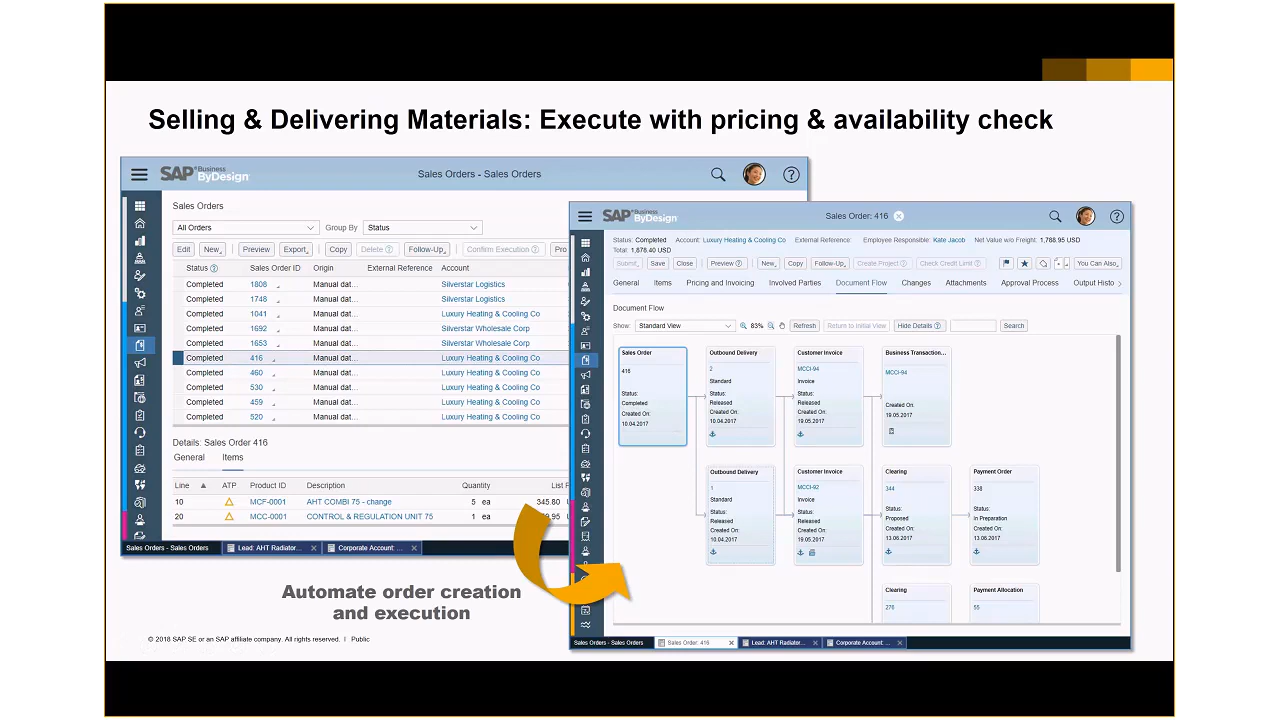 Selling & Delivering Materials: Execute with pricing & availability check
SAP Business ByDesign
Sales Orders - Sales Orders
Sales Orders
All Orders Group By Status
Edit New Preview Export Copy Delete Follow-Up Confirm Execution Pro
Status Sales Order ID Origin External Reference Account
Completed 1808 Manual dat... Silverstar Logistics
Completed 1748 Manual dat... Silverstar Logistics
Completed 1041 Manual dat... Luxury Heating & Cooling Co
Completed 1692 Manual dat... Silverstar Wholesale Corp
Completed 1653 Manual dat... Silverstar Wholesale Corp
Completed 416 Manual dat... Luxury Heating & Cooling Co
Completed 460 Manual dat... Luxury Heating & Cooling Co
Completed 530 Manual dat... Luxury Heating & Cooling Co
Completed 459 Manual dat... Luxury Heating & Cooling Co
Completed 520 Manual dat... Luxury Heating & Cooling Co
Details: Sales Order 416
General Items
Line ATP Product ID Description Quantity List
10 MCF-0001 AHT COMBI 75 - change 5 ea 345.80
20 MCC-0001 CONTROL & REGULATION UNIT 75 1 ea
Sales Orders - Sales Orders Lead: AHT Radiator... Corporate Account: ...
SAP Business ByDesign
Sales Order: 416
Status: Completed Account: Luxury Heating & Cooling Co External Reference: Employee Responsible: Kate Jacob Net Value w/o Freight: 1,788.95 USD
Total: 1,878.40 USD
Submit Save Close Preview New Copy Follow-Up Create Project Check Credit Limit You Can Also
General Items Pricing and Invoicing Involved Parties Document Flow Changes Attachments Approval Process Output Histo
Document Flow
Show: Standard View 83% Refresh Return to Initial View Hide Details Search
Sales Order
416
Status:
Completed
Created On:
10.04.2017
Outbound Delivery
2
Standard
Status:
Released
Created On:
10.04.2017
Customer Invoice
MCCI-94
Invoice
Status:
Released
Created On:
19.05.2017
Business Transaction...
MCCI-94
Created On:
19.05.2017
Outbound Delivery
1
Standard
Status:
Released
Created On:
10.04.2017
Customer Invoice
MCCI-92
Invoice
Status:
Released
Created On:
19.05.2017
Clearing
344
Status:
Proposed
Created On:
13.06.2017
Payment Order
338
Status:
In Preparation
Created On:
13.06.2017
Clearing
276
Payment Allocation
55
Sales Orders - Sales Orders Sales Order: 416 Lead: AHT Radiator... Corporate Account: ...
Automate order creation
and execution
© 2018 SAP SE or an SAP affiliate company. All rights reserved. | Public